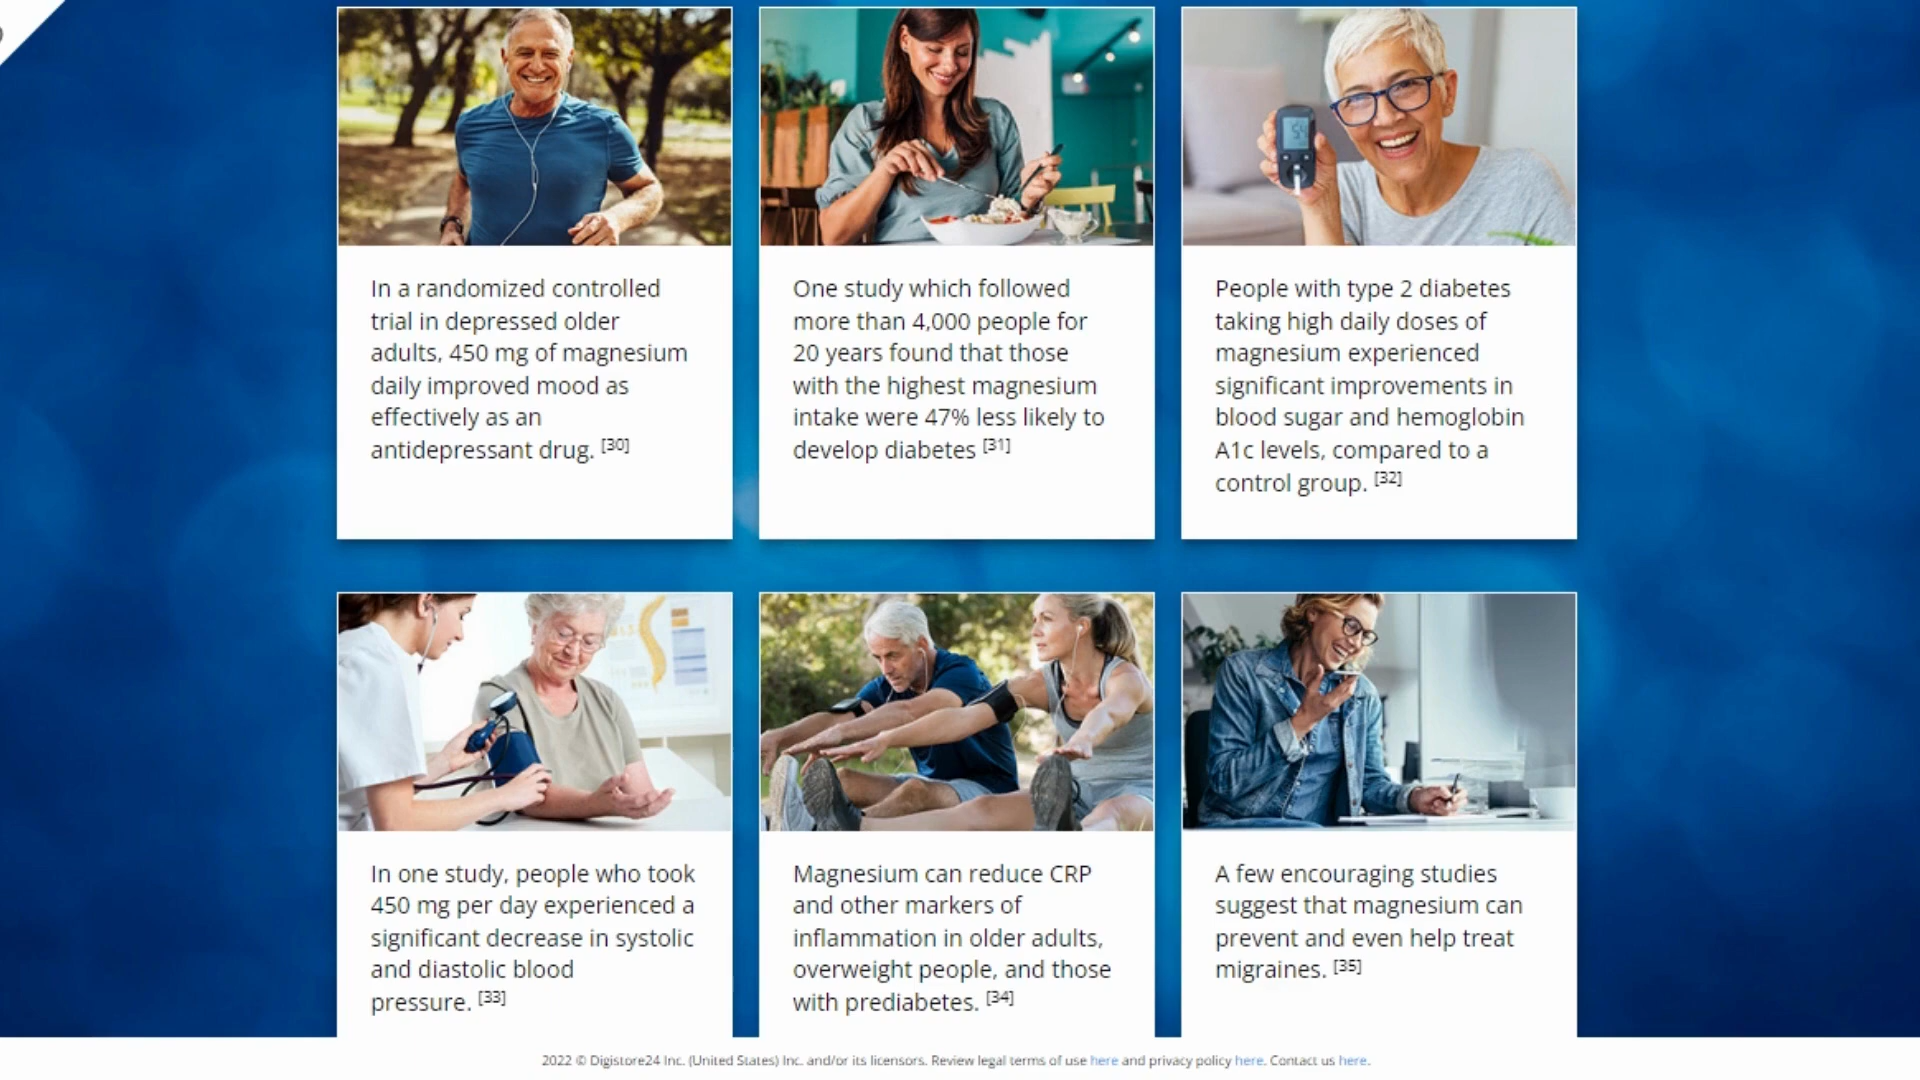 In a randomized controlled
trial in depressed older
adults, 450 mg of magnesium
daily improved mood as
effectively as an
antidepressant drug. [30]
One study which followed
more than 4,000 people for
20 years found that those
with the highest magnesium
intake were 47% less likely to
develop diabetes [31]
People with type 2 diabetes
taking high daily doses of
magnesium experienced
significant improvements in
blood sugar and hemoglobin
A1c levels, compared to a
control group. [32]
In one study, people who took
450 mg per day experienced a
significant decrease in systolic
and diastolic blood
pressure. [33]
Magnesium can reduce CRP
and other markers of
inflammation in older adults,
overweight people, and those
with prediabetes. [34]
A few encouraging studies
suggest that magnesium can
prevent and even help treat
migraines. [35]
2022 © Digistore24 Inc. (United States) Inc. and/or its licensors. Review legal terms of use here and privacy policy here. Contact us here.